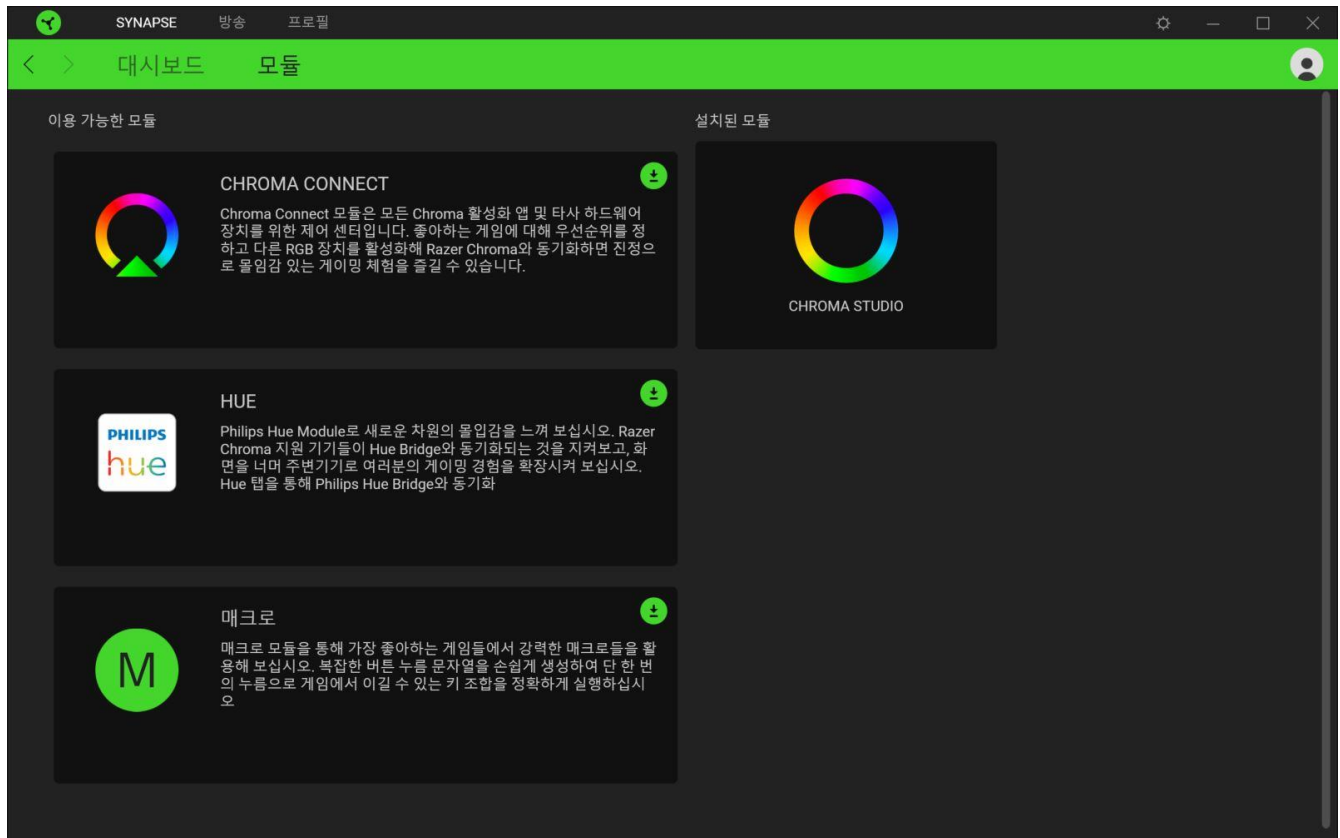 SYNAPSE 방송 프로필
대시보드 모듈
이용 가능한 모듈
CHROMA CONNECT
Chroma Connect 모듈은 모든 Chroma 활성화 앱 및 타사 하드웨어
장치를 위한 제어 센터입니다. 좋아하는 게임에 대해 우선순위를 정
하고 다른 RGB 장치를 활성화해 Razer Chroma와 동기화하면 진정으
로 몰입감 있는 게이밍 체험을 즐길 수 있습니다.
PHILIPS
hue
HUE
Philips Hue Module로 새로운 차원의 몰입감을 느껴 보십시오. Razer
Chroma 지원 기기들이 Hue Bridge와 동기화되는 것을 지켜보고, 화
면을 너머 주변기기로 여러분의 게이밍 경험을 확장시켜 보십시오.
Hue 탭을 통해 Philips Hue Bridge와 동기화
M
매크로
매크로 모듈을 통해 가장 좋아하는 게임들에서 강력한 매크로들을 활
용해 보십시오. 복잡한 버튼 누름 문자열을 손쉽게 생성하여 단 한 번
의 누름으로 게임에서 이길 수 있는 키 조합을 정확하게 실행하십시
오
설치된 모듈
CHROMA STUDIO